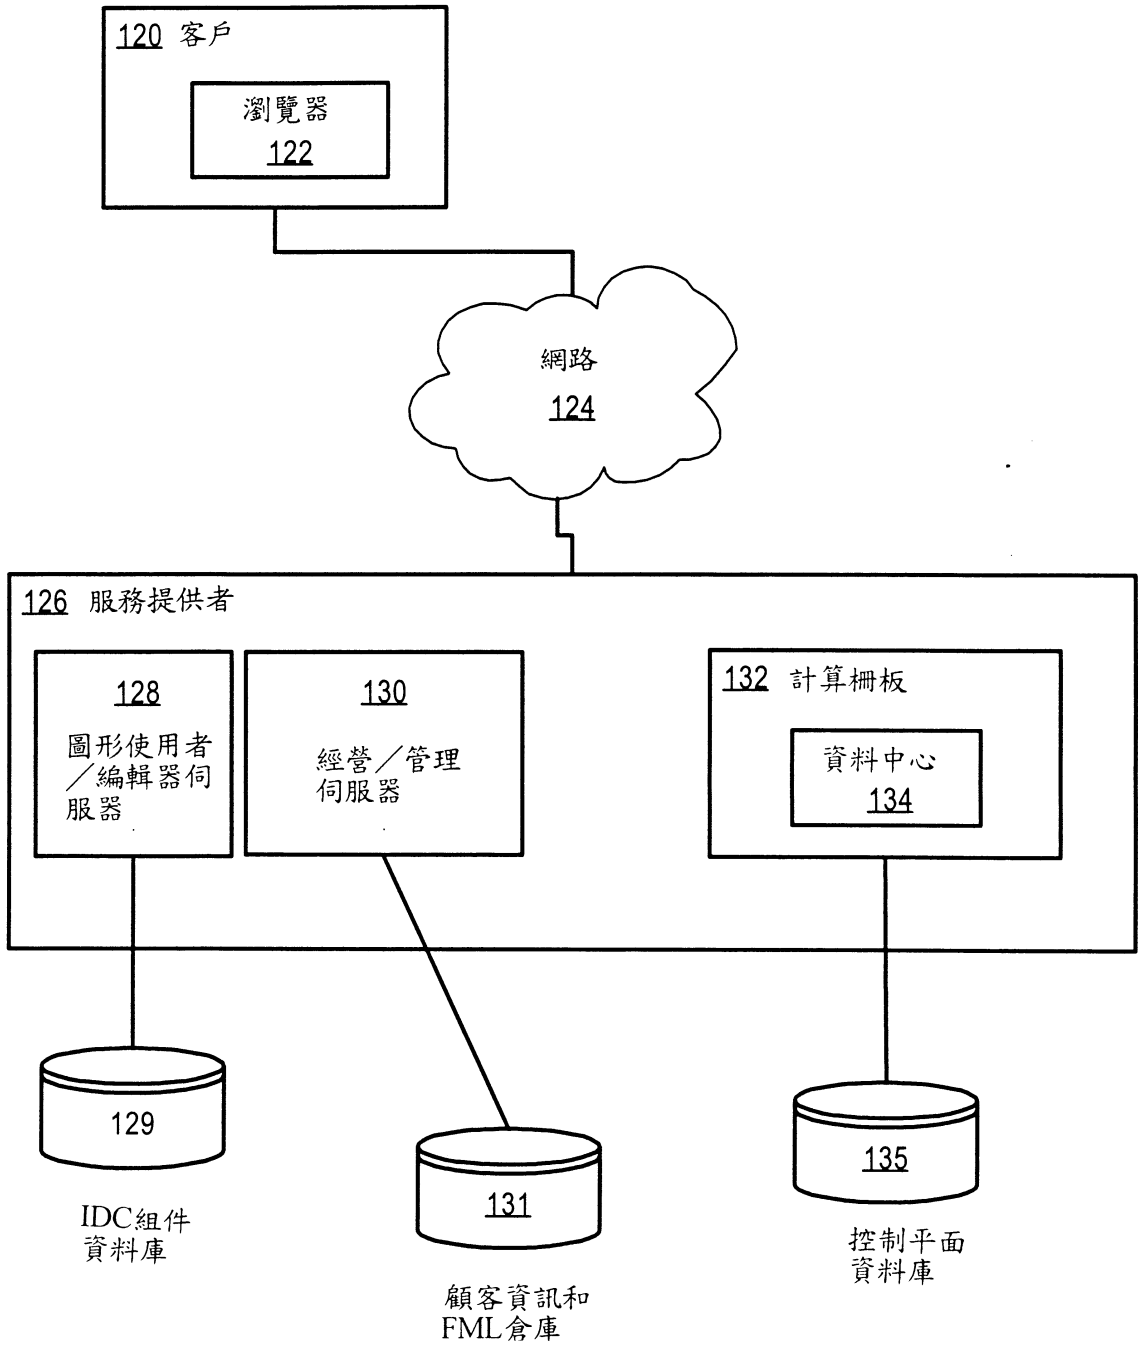 120 客戶
瀏覽器
122
網路
124
126 服務提供者
128
圖形使用者
／編輯器伺
服器
130
經營／管理
伺服器
132 計算柵板
資料中心
134
129
IDC組件
資料庫
131
顧客資訊和
FML倉庫
135
控制平面
資料庫